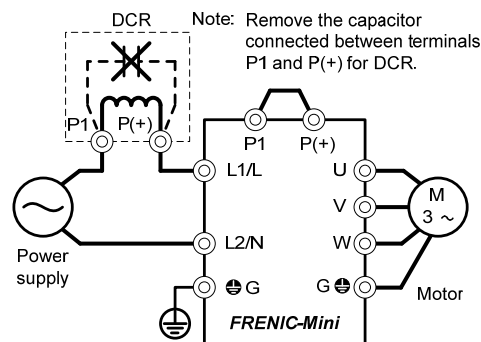 DCR
Note: Remove the capacitor
connected between terminals
P1 and P(+) for DCR.
P1
P(+)
P1
P(+)
L1/L
U
M
3 ~
V
L2/N
W
Power
supply
G
G
Motor
FRENIC-Mini